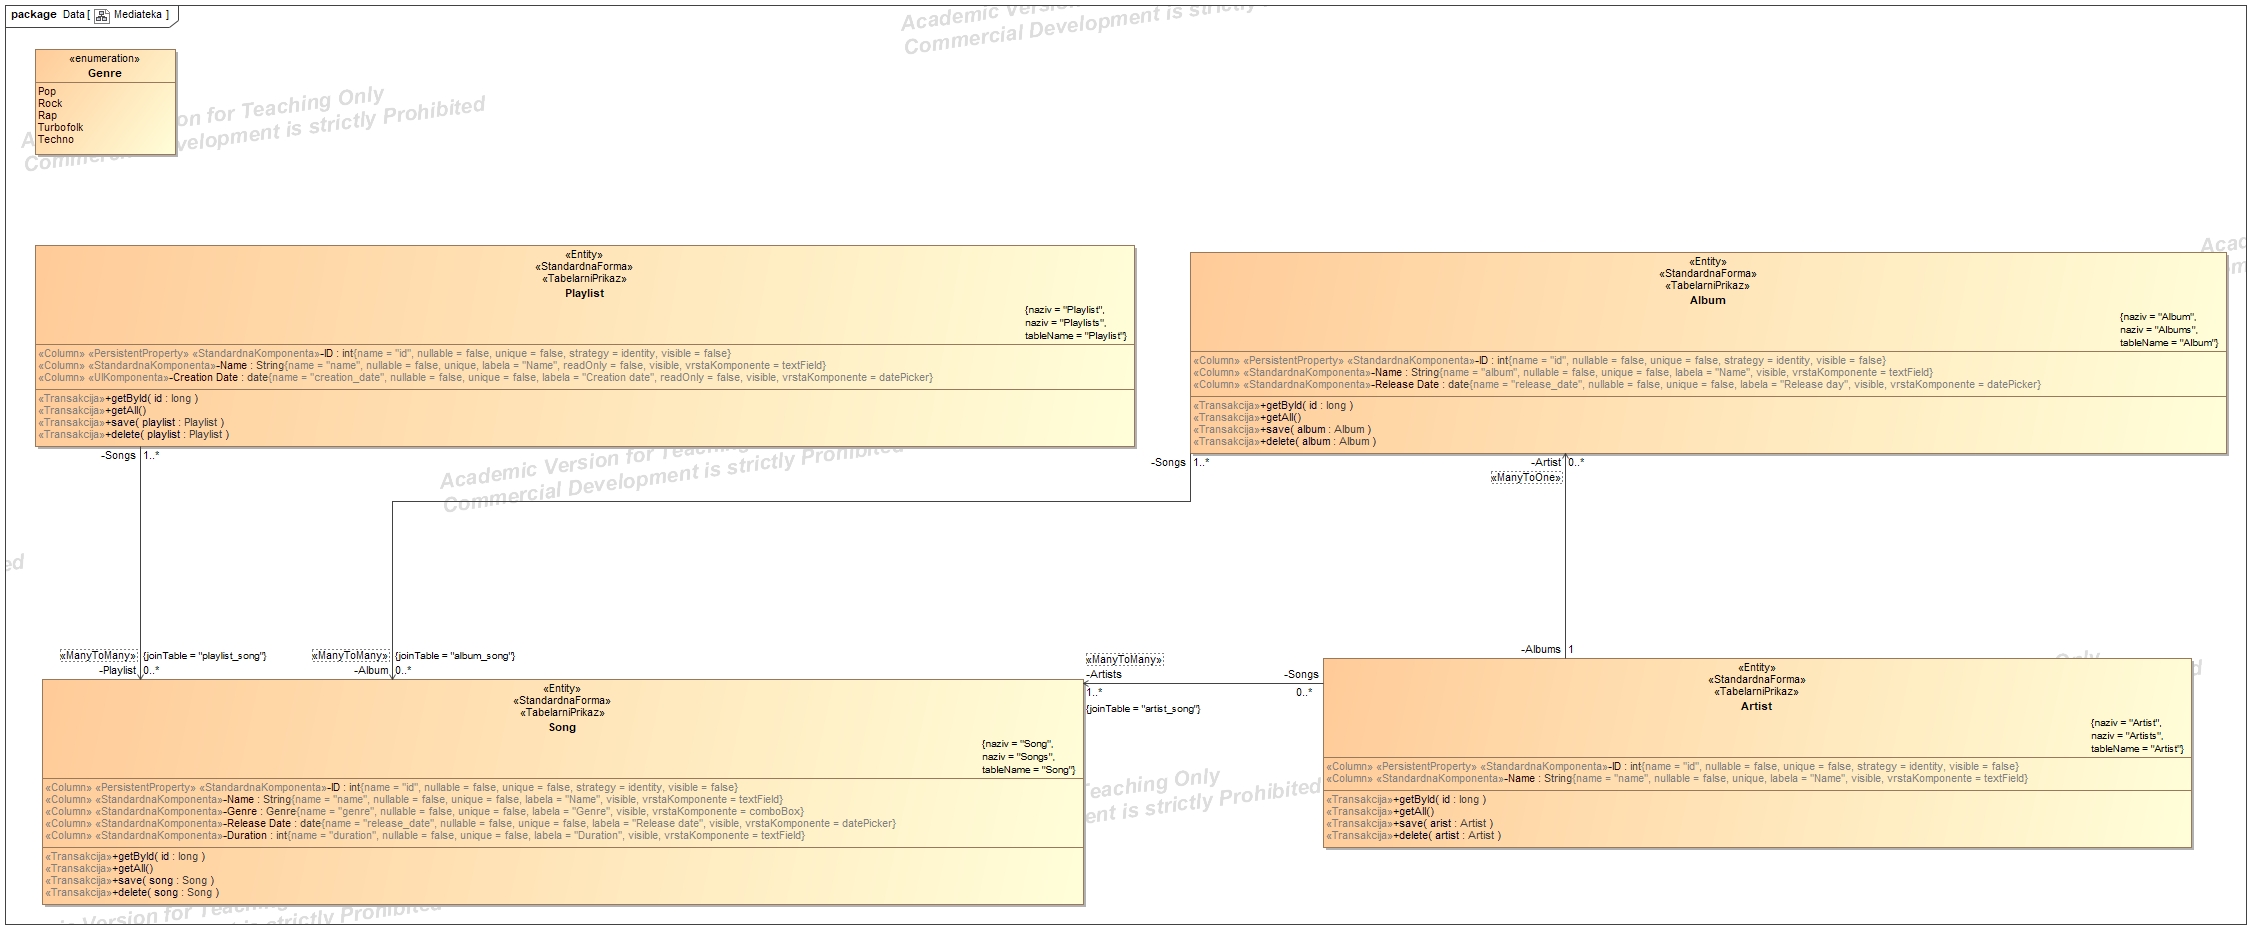 package Data [ Mediateka ]
Academic Version for Teaching Only
Commercial Development is strictly Prohibited
«enumeration»
Genre
Pop
Rock
Rap
Turbofolk
Techno
«Entity»
«StandardnaForma»
«TabelarniPrikaz»
Playlist
{naziv = "Playlist",
naziv = "Playlists",
tableName = "Playlist"}
«Column» «PersistentProperty» «StandardnaKomponenta»-ID : int{name = "id", nullable = false, unique = false, strategy = identity, visible = false}
«Column» «StandardnaKomponenta»-Name : String{name = "name", nullable = false, unique, labela = "Name", readOnly = false, visible, vrstaKomponente = textField}
«Column» «UIKomponenta»-Creation Date : date{name = "creation_date", nullable = false, unique = false, labela = "Creation date", readOnly = false, visible, vrstaKomponente = datePicker}
«Transakcija»+getById( id : long )
«Transakcija»+getAll()
«Transakcija»+save( playlist : Playlist )
«Transakcija»+delete( playlist : Playlist )
«Entity»
«StandardnaForma»
«TabelarniPrikaz»
Album
{naziv = "Album",
naziv = "Albums",
tableName = "Album"}
«Column» «PersistentProperty» «StandardnaKomponenta»-ID : int{name = "id", nullable = false, unique = false, strategy = identity, visible = false}
«Column» «StandardnaKomponenta»-Name : String{name = "album", nullable = false, unique = false, labela = "Name", visible, vrstaKomponente = textField}
«Column» «StandardnaKomponenta»-Release Date : date{name = "release_date", nullable = false, unique = false, labela = "Release day", visible, vrstaKomponente = datePicker}
«Transakcija»+getById( id : long )
«Transakcija»+getAll()
«Transakcija»+save( album : Album )
«Transakcija»+delete( album : Album )
-Songs 1..*
-Songs 1..*
-Artist 0..*
«ManyToOne»
Academic Version for Teaching
Commercial Development is strictly Prohibited
«ManyToMany» {joinTable = "playlist_song"}
-Playlist 0..*
«ManyToMany» {joinTable = "album_song"}
-Album 0..*
«ManyToMany»
-Artists
1..*
{joinTable = "artist_song"}
-Songs
0..*
-Albums 1
«Entity»
«StandardnaForma»
«TabelarniPrikaz»
Song
{naziv = "Song",
naziv = "Songs",
tableName = "Song"}
«Column» «PersistentProperty» «StandardnaKomponenta»-ID : int{name = "id", nullable = false, unique = false, strategy = identity, visible = false}
«Column» «StandardnaKomponenta»-Name : String{name = "name", nullable = false, unique = false, labela = "Name", visible, vrstaKomponente = textField}
«Column» «StandardnaKomponenta»-Genre : Genre{name = "genre", nullable = false, unique = false, labela = "Genre", visible, vrstaKomponente = comboBox}
«Column» «StandardnaKomponenta»-Release Date : date{name = "release_date", nullable = false, unique = false, labela = "Release date", visible, vrstaKomponente = datePicker}
«Column» «StandardnaKomponenta»-Duration : int{name = "duration", nullable = false, unique = false, labela = "Duration", visible, vrstaKomponente = textField}
«Transakcija»+getById( id : long )
«Transakcija»+getAll()
«Transakcija»+save( song : Song )
«Transakcija»+delete( song : Song )
«Entity»
«StandardnaForma»
«TabelarniPrikaz»
Artist
{naziv = "Artist",
naziv = "Artists",
tableName = "Artist"}
«Column» «PersistentProperty» «StandardnaKomponenta»-ID : int{name = "id", nullable = false, unique = false, strategy = identity, visible = false}
«Column» «StandardnaKomponenta»-Name : String{name = "name", nullable = false, unique, labela = "Name", visible, vrstaKomponente = textField}
«Transakcija»+getById( id : long )
«Transakcija»+getAll()
«Transakcija»+save( arist : Artist )
«Transakcija»+delete( artist : Artist )